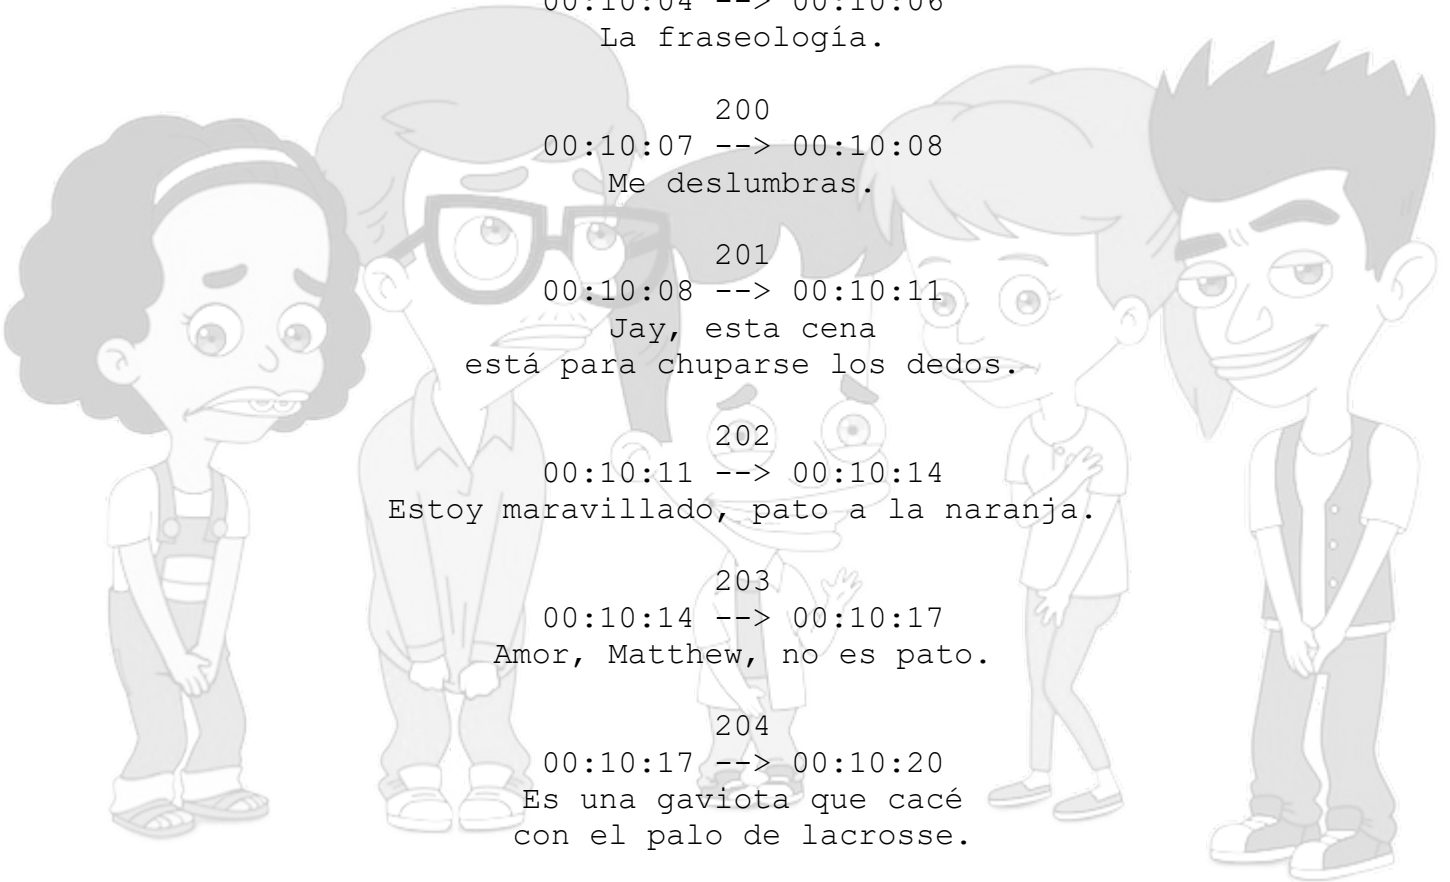 00:10:04 --> 00:10:06
La fraseología.
200
00:10:07 --> 00:10:08
Me deslumbras.
201
00:10:08 --> 00:10:11
Jay, esta cena
está para chuparse los dedos.
202
00:10:11 --> 00:10:14
Estoy maravillado, pato a la naranja.
203
00:10:14 --> 00:10:17
Amor, Matthew, no es pato.
204
00:10:17 --> 00:10:20
Es una gaviota que cacé
con el palo de lacrosse.